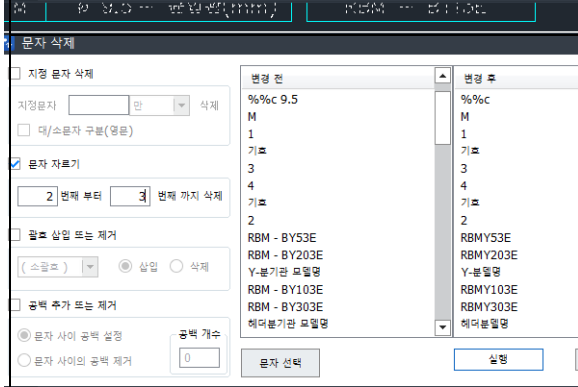 문자 삭제
지정 문자 삭제
지정문자 만 삭제
대/소문자 구분(영문)
문자 자르기
2 번째 부터 3 번째 까지 삭제
괄호 삽입 또는 제거
( 소괄호 ) 삽입 삭제
공백 추가 또는 제거
문자 사이 공백 설정
문자 사이의 공백 제거
공백 개수
0
변경 전
%%c 9.5
M
1
기호
3
4
기호
2
RBM - BY53E
RBM - BY203E
Y-분기관 모델명
RBM - BY103E
RBM - BY303E
헤더분기관 모델명
문자 선택
변경 후
%%c
M
1
기호
3
4
기호
2
RBMY53E
RBMY203E
Y-분모델명
RBMY103E
RBMY303E
헤더분모델명
실행